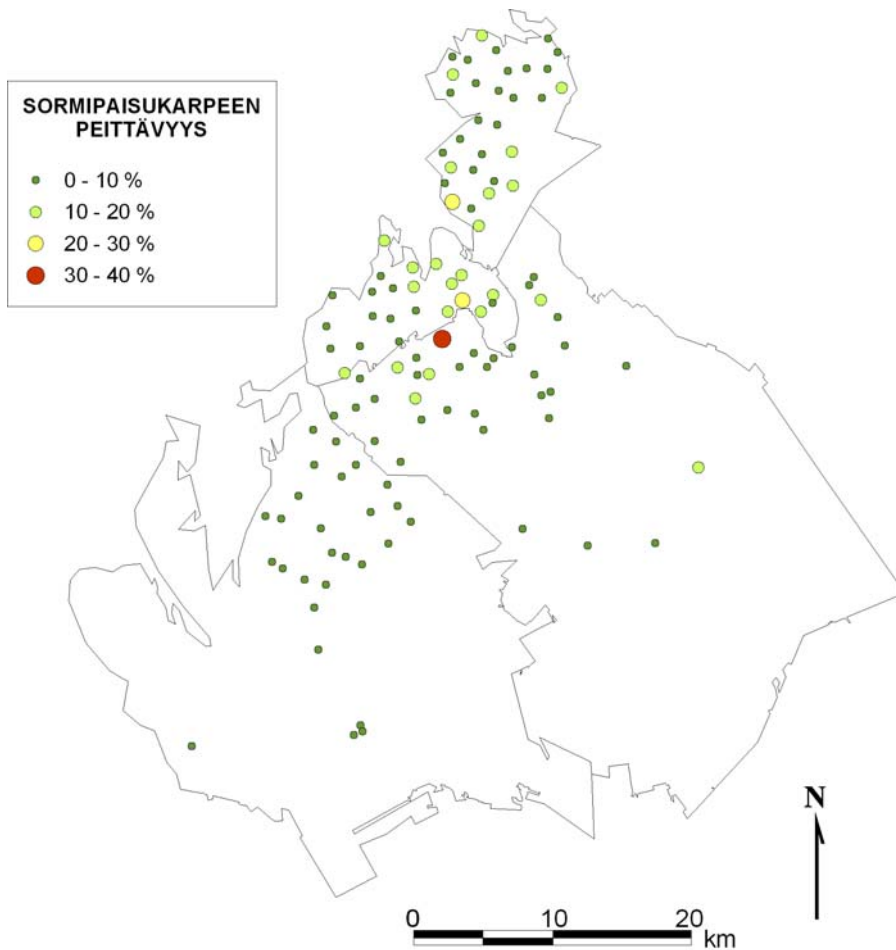 SORMIPAISUKARPEEN
PEITTÄVYYS
0 - 10 %
10 - 20 %
20 - 30 %
30 - 40 %
N
0 10 20
km